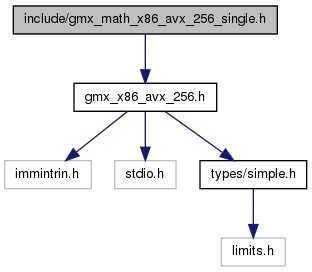 include/gmx_math_x86_avx_256_single.h
gmx_x86_avx_256.h
immintrin.h
stdio.h
types/simple.h
limits.h